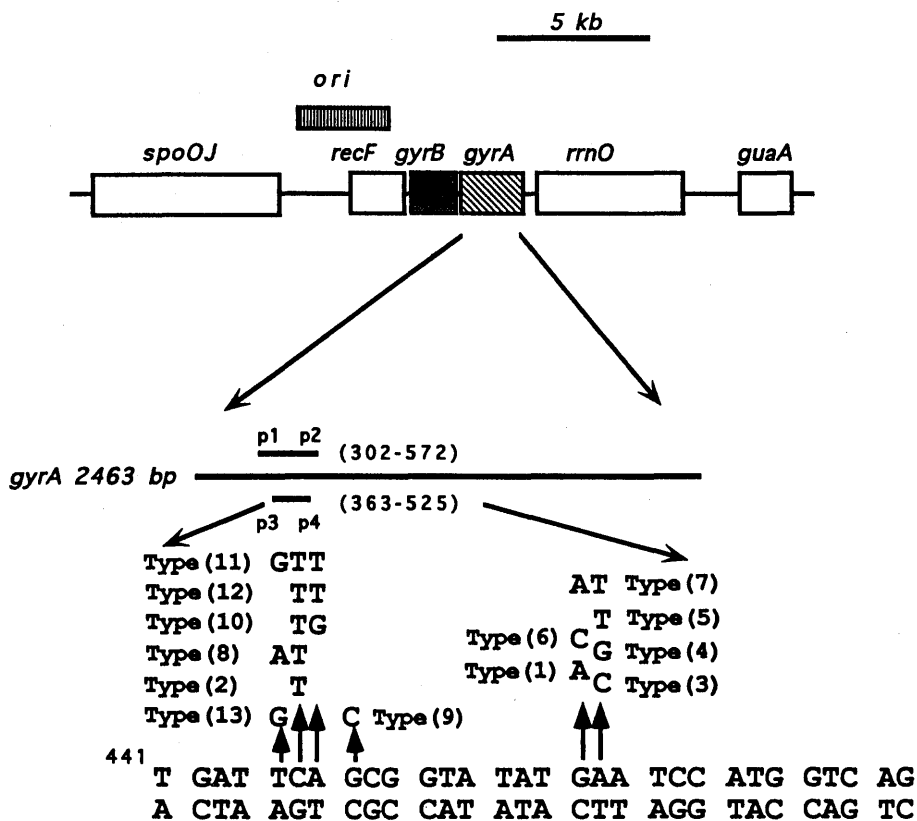 5 kb
ori
spoOJ recF gyrB gyrA rrnO guaA
p1 p2 (302-572)
gyrA 2463 bp
p3 p4 (363-525)
Type(11) GTT
Type(12) TT
Type(10) TG
Type(8) AT
Type(2) T
Type(13) G C Type(9)
AT Type(7)
T Type(5)
Type(6) C
G Type(4)
Type(1) A
C Type(3)
441
T GATT TCA GCG GTA TAT GAA TCC ATG GTC AG
A CTAA AGT CGC CAT ATA CTT AGG TAC CAG TC